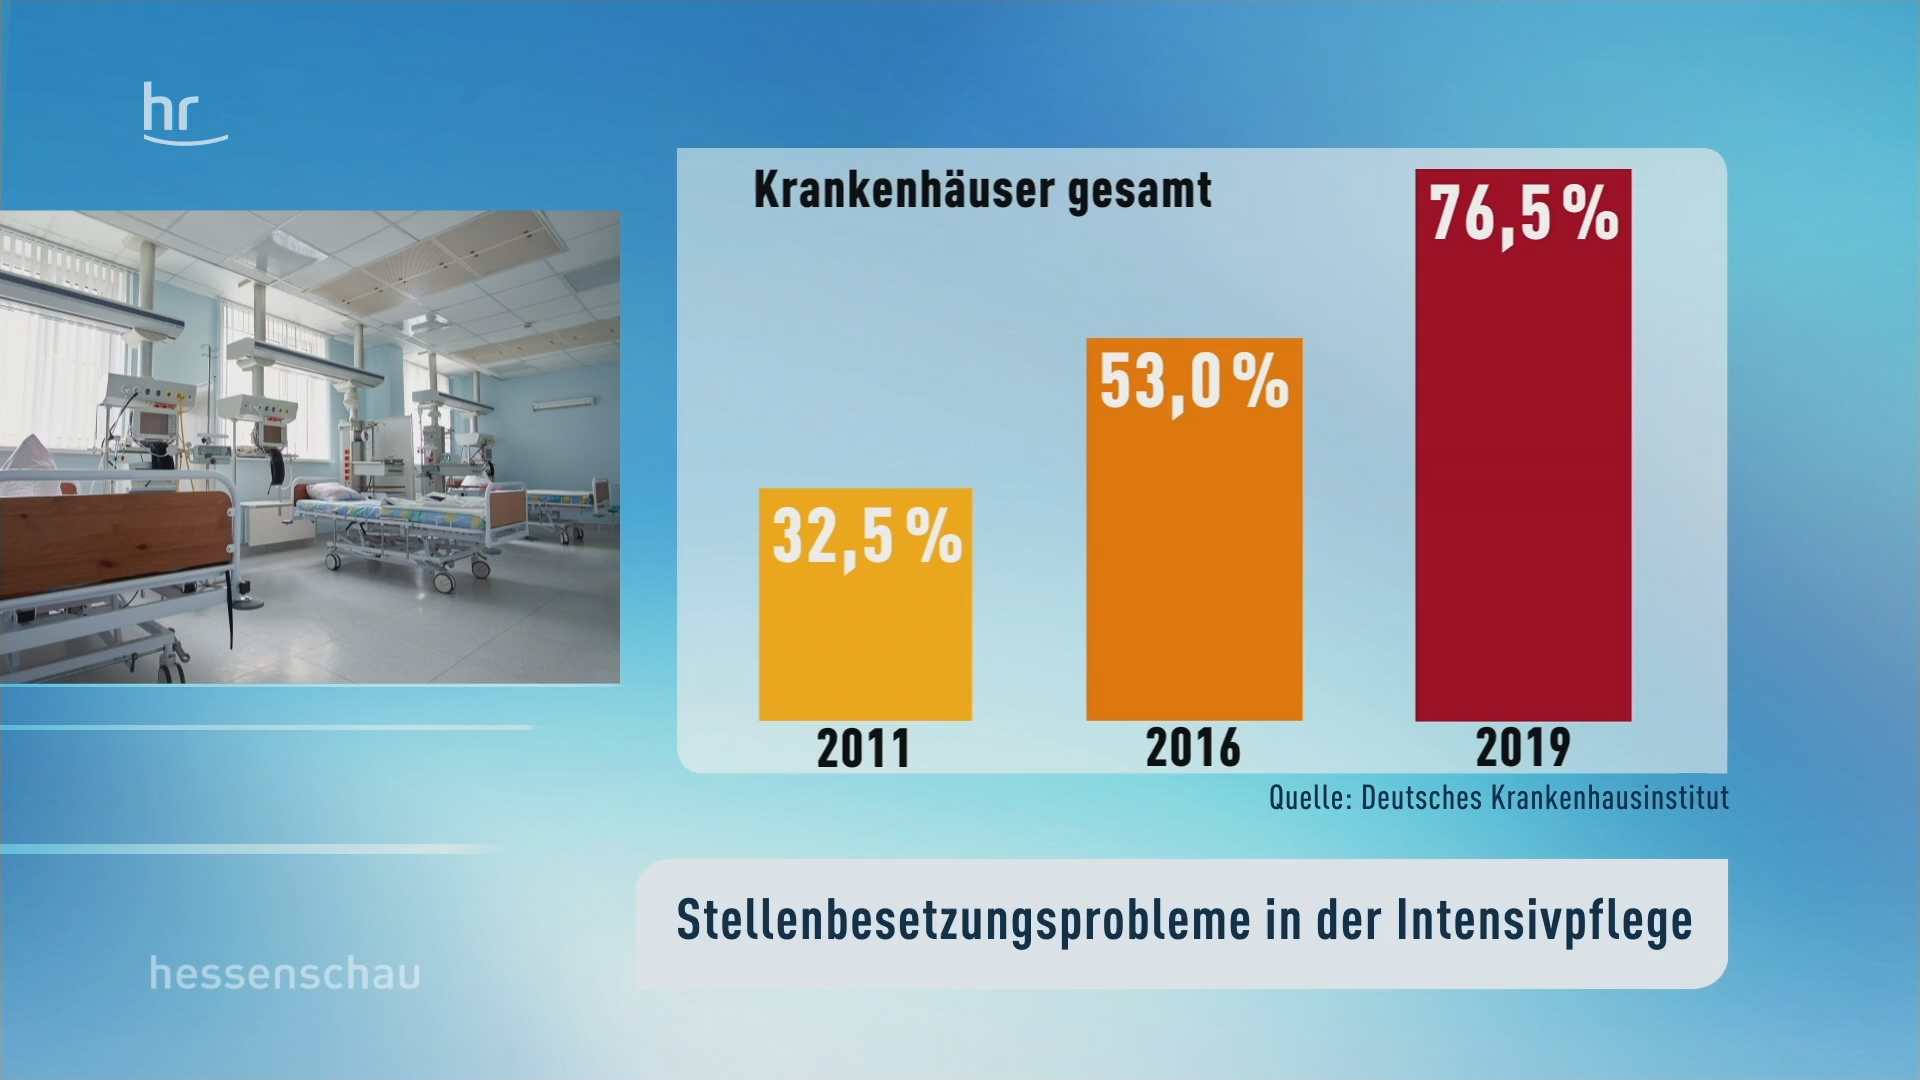 hr
Krankenhäuser gesamt
76,5 %
53,0 %
32,5 %
2011 2016 2019
Quelle: Deutsches Krankenhausinstitut
Stellenbesetzungsprobleme in der Intensivpflege
hessenschau